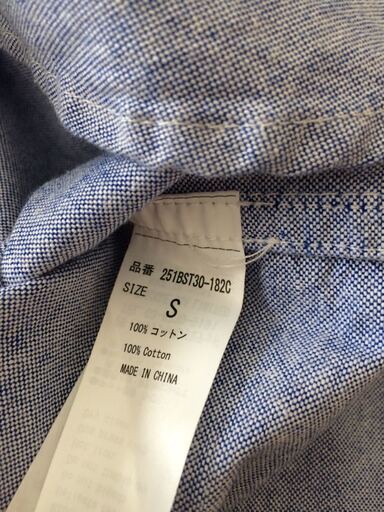 品番 251BST30-182C
SIZE
S
100% コットン
100% Cotton
MADE IN CHINA